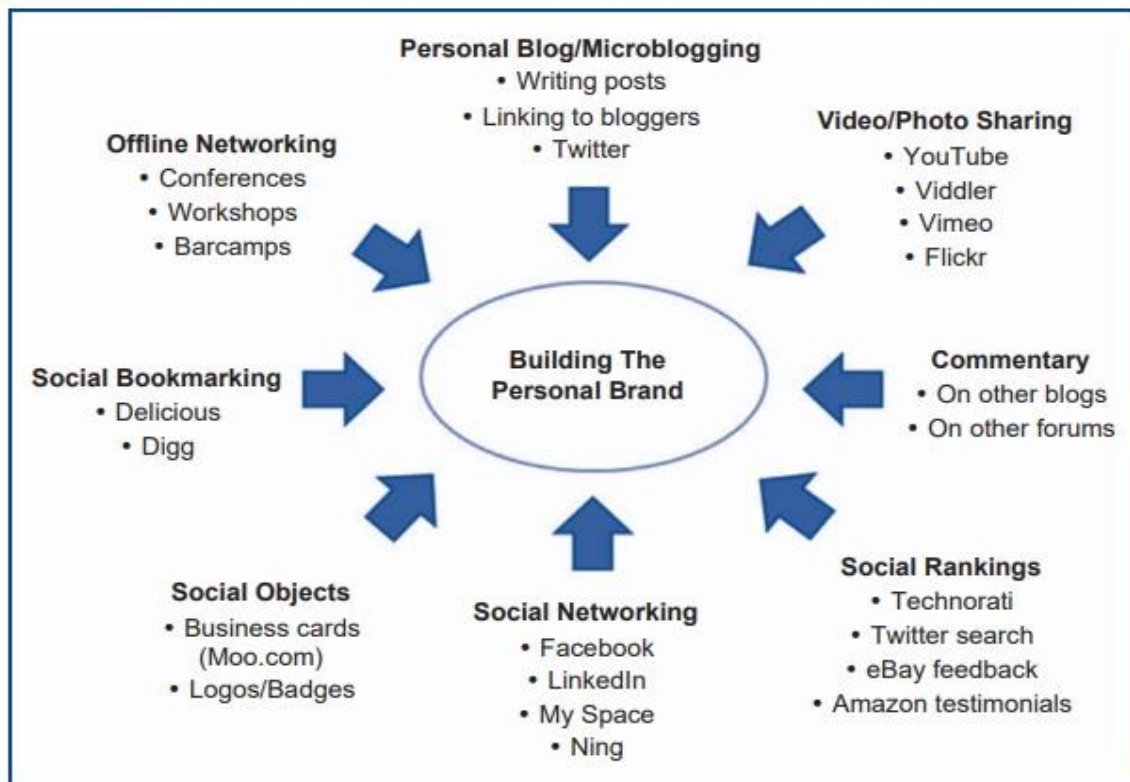 Personal Blog/Microblogging
• Writing posts
• Linking to bloggers
• Twitter
Video/Photo Sharing
• YouTube
• Viddler
• Vimeo
• Flickr
Offline Networking
• Conferences
• Workshops
• Barcamps
Building The
Personal Brand
Commentary
• On other blogs
• On other forums
Social Bookmarking
• Delicious
• Digg
Social Objects
• Business cards
(Moo.com)
• Logos/Badges
Social Networking
• Facebook
• LinkedIn
• My Space
• Ning
Social Rankings
• Technorati
• Twitter search
• eBay feedback
• Amazon testimonials